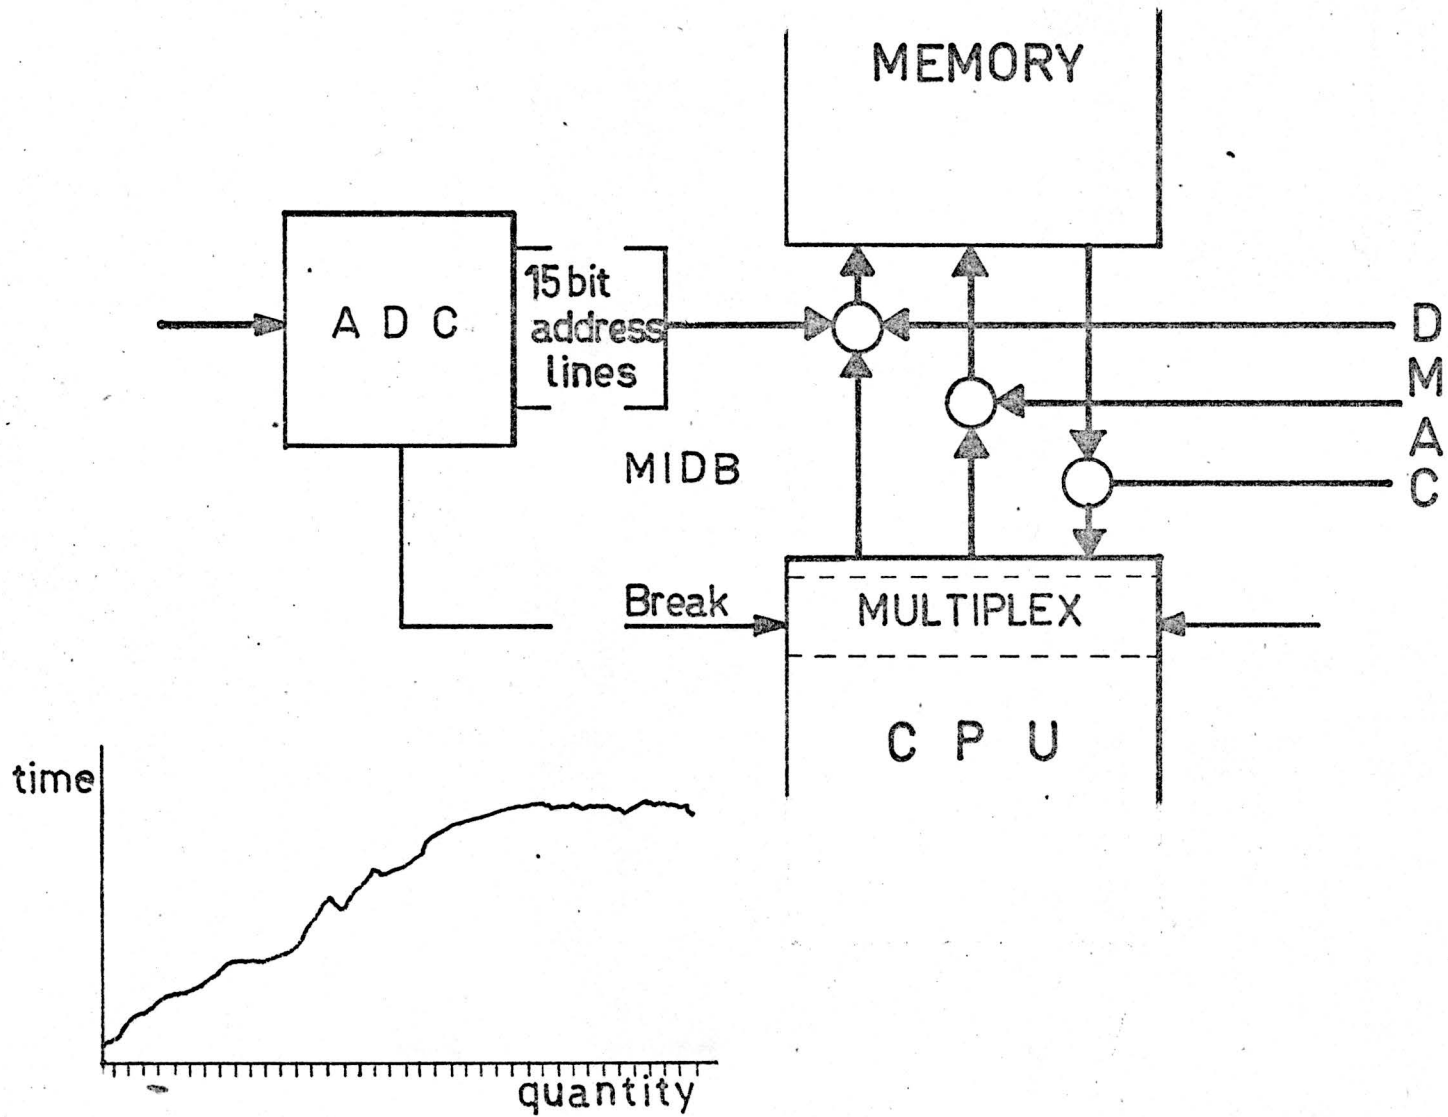 MEMORY
A D C
15 bit
address
lines
D
M
A
C
MIDB
Break
MULTIPLEX
C P U
time
quantity